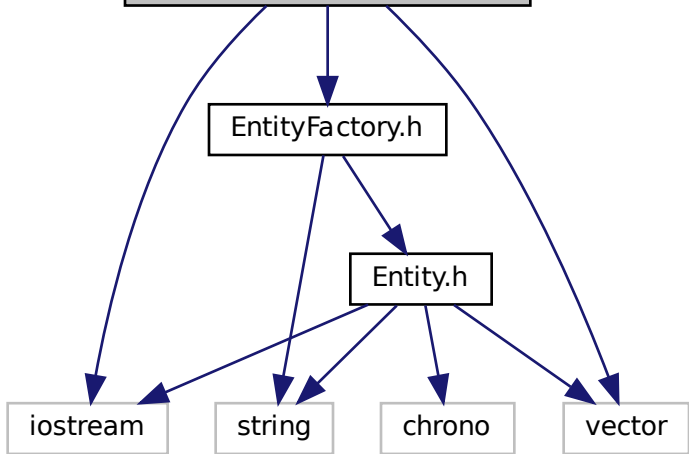 EntityFactory.h
Entity.h
iostream
string
chrono
vector